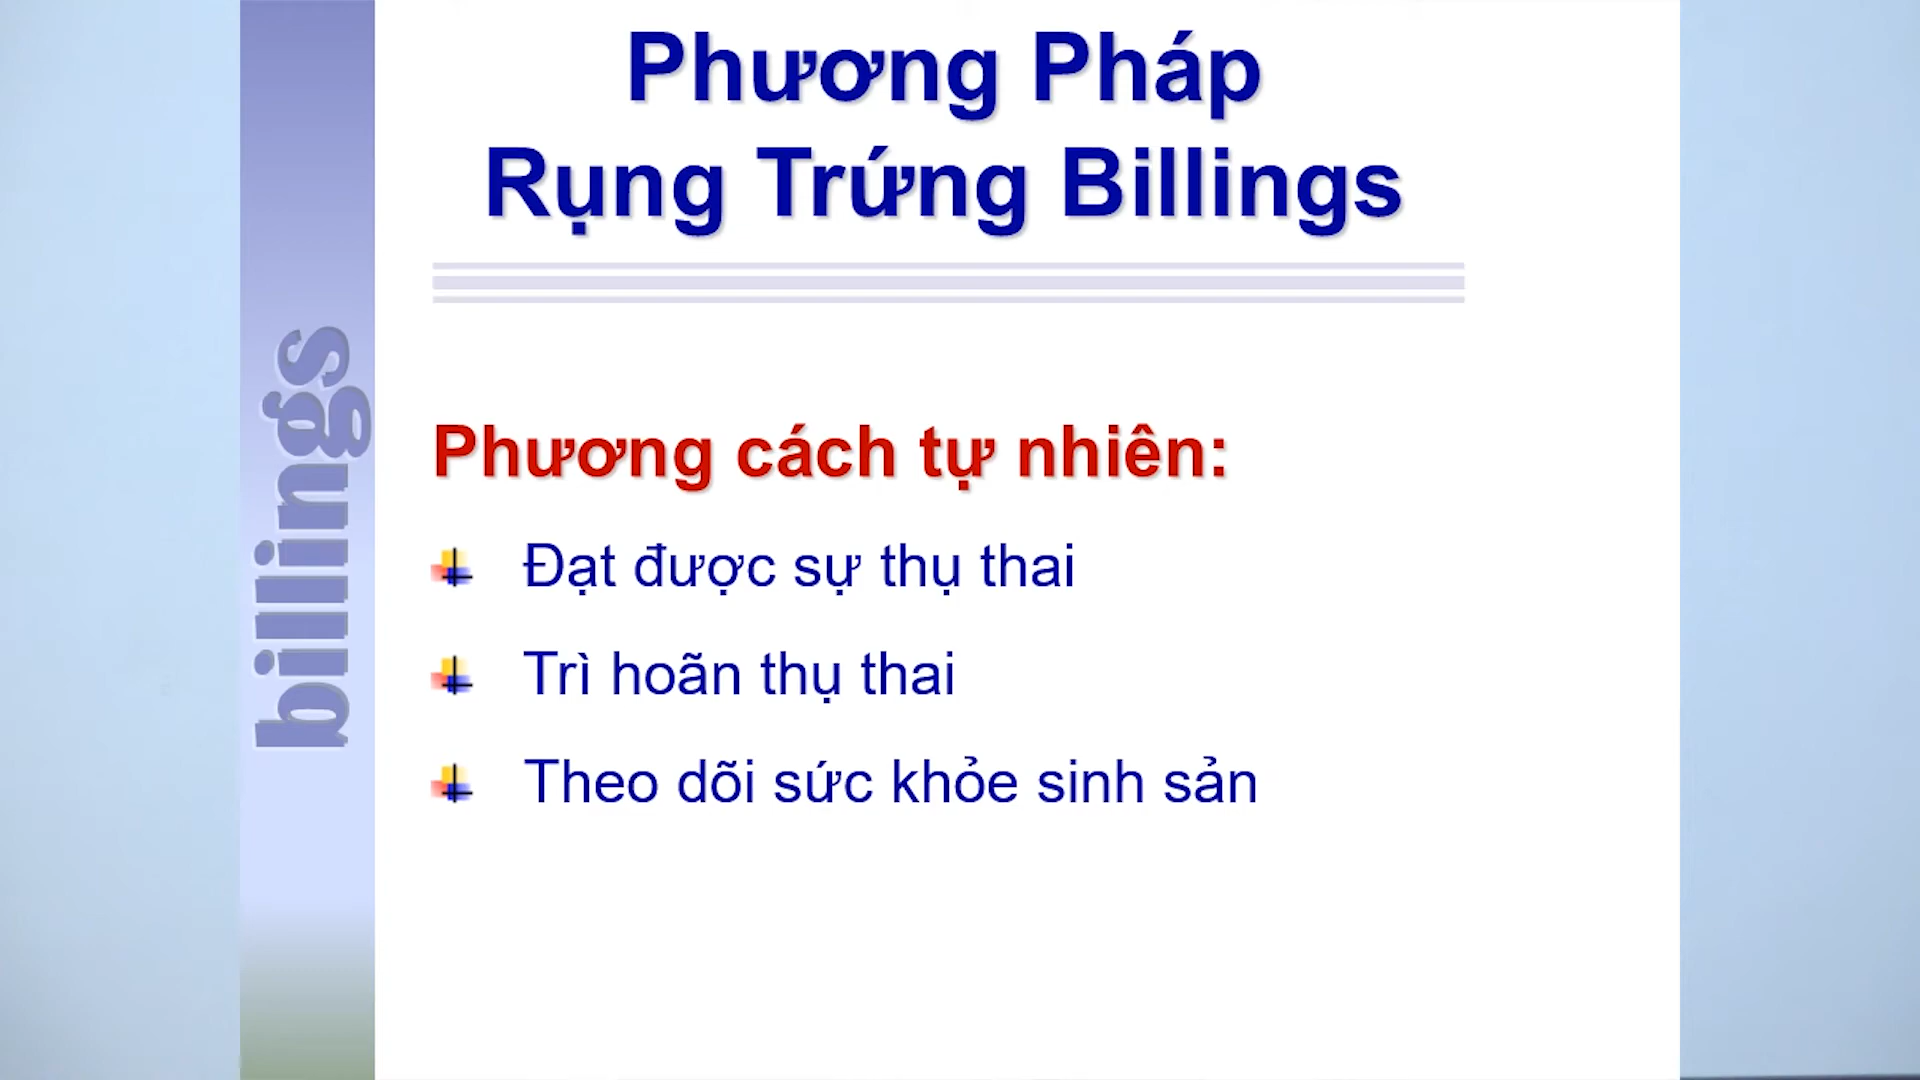 Phương Pháp
Rụng Trứng Billings
billings
Phương cách tự nhiên:
Đạt được sự thụ thai
Trì hoãn thụ thai
Theo dõi sức khỏe sinh sản